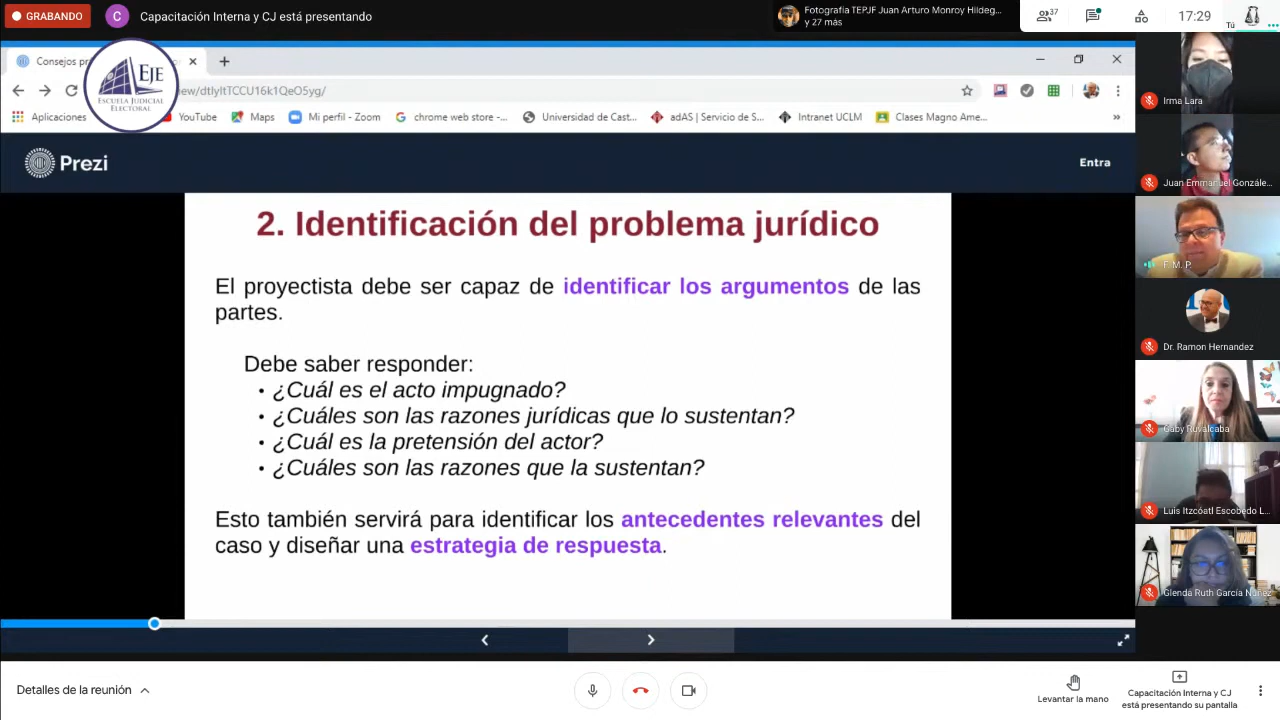 GRABANDO
C
Capacitación Interna y CJ está presentando
Fotografia TEPJF Juan Arturo Monroy Hildeg...
y 27 más
37
17:29
Tú
Consejos pr
EJE
ESCUELA JUDICIAL
ELECTORAL
ew/dtIyItTCCU16k1QeO5yg/
Aplicaciones
YouTube
Maps
Mi perfil - Zoom
chrome web store -...
Universidad de Cast...
adAS | Servicio de S...
Intranet UCLM
Clases Magno Ame...
»
Prezi
Entra
2. Identificación del problema jurídico
El proyectista debe ser capaz de identificar los argumentos de las
partes.
Debe saber responder:
• ¿Cuál es el acto impugnado?
• ¿Cuáles son las razones jurídicas que lo sustentan?
• ¿Cuál es la pretensión del actor?
• ¿Cuáles son las razones que la sustentan?
Esto también servirá para identificar los antecedentes relevantes del
caso y diseñar una estrategia de respuesta.
Irma Lara
Juan Emmanuel Gonzále...
F. M. P.
Dr. Ramon Hernandez
Gaby Ruvalcaba
Luis Itzcóatl Escobedo L...
Glenda Ruth García Núñez
Detalles de la reunión
Levantar la mano
Capacitación Interna y CJ
está presentando su pantalla